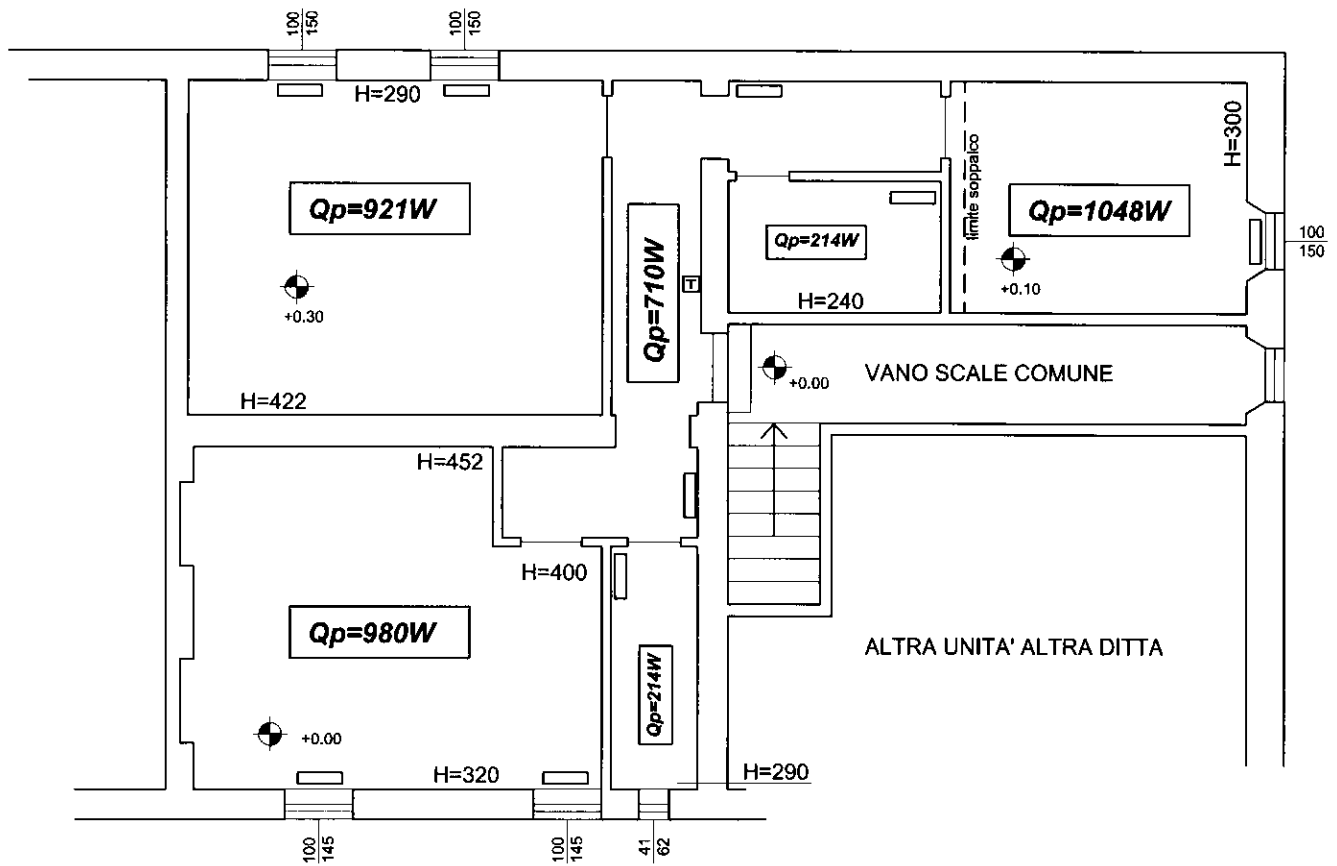 100
150
100
150
H=290
H=300
limite soppalco
Qp=921W
Qp=710W
Qp=214W
Qp=1048W
100
150
T
+0.30
+0.10
H=240
+0.00
VANO SCALE COMUNE
H=422
H=452
H=400
Qp=980W
Qp=214W
ALTRA UNITA' ALTRA DITTA
+0.00
H=320
H=290
100
145
100
145
41
62